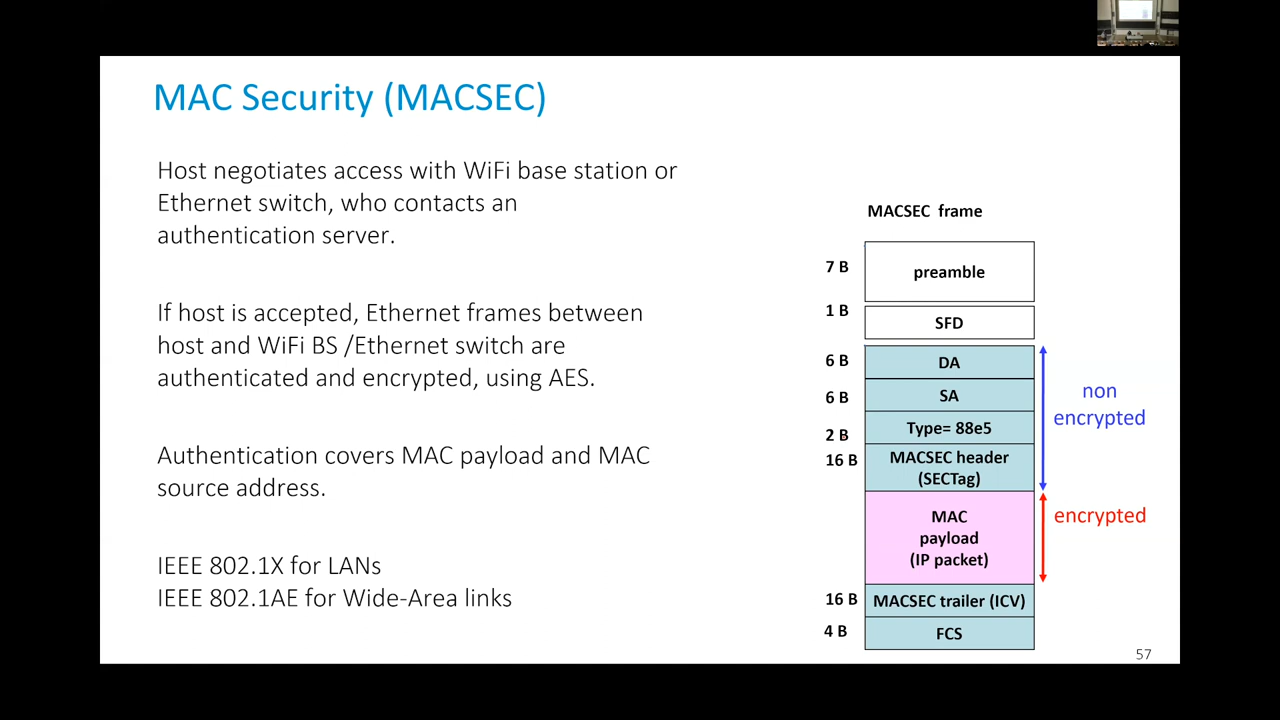 MAC Security (MACSEC)
Host negotiates access with WiFi base station or
Ethernet switch, who contacts an
authentication server.
If host is accepted, Ethernet frames between
host and WiFi BS /Ethernet switch are
authenticated and encrypted, using AES.
Authentication covers MAC payload and MAC
source address.
IEEE 802.1X for LANs
IEEE 802.1AE for Wide-Area links
MACSEC frame
7 B
preamble
1 B
SFD
6 B
DA
6 B
SA
2 B
Type= 88e5
16 B
MACSEC header
(SECTag)
non
encrypted
MAC
payload
(IP packet)
encrypted
16 B
MACSEC trailer (ICV)
4 B
FCS
57